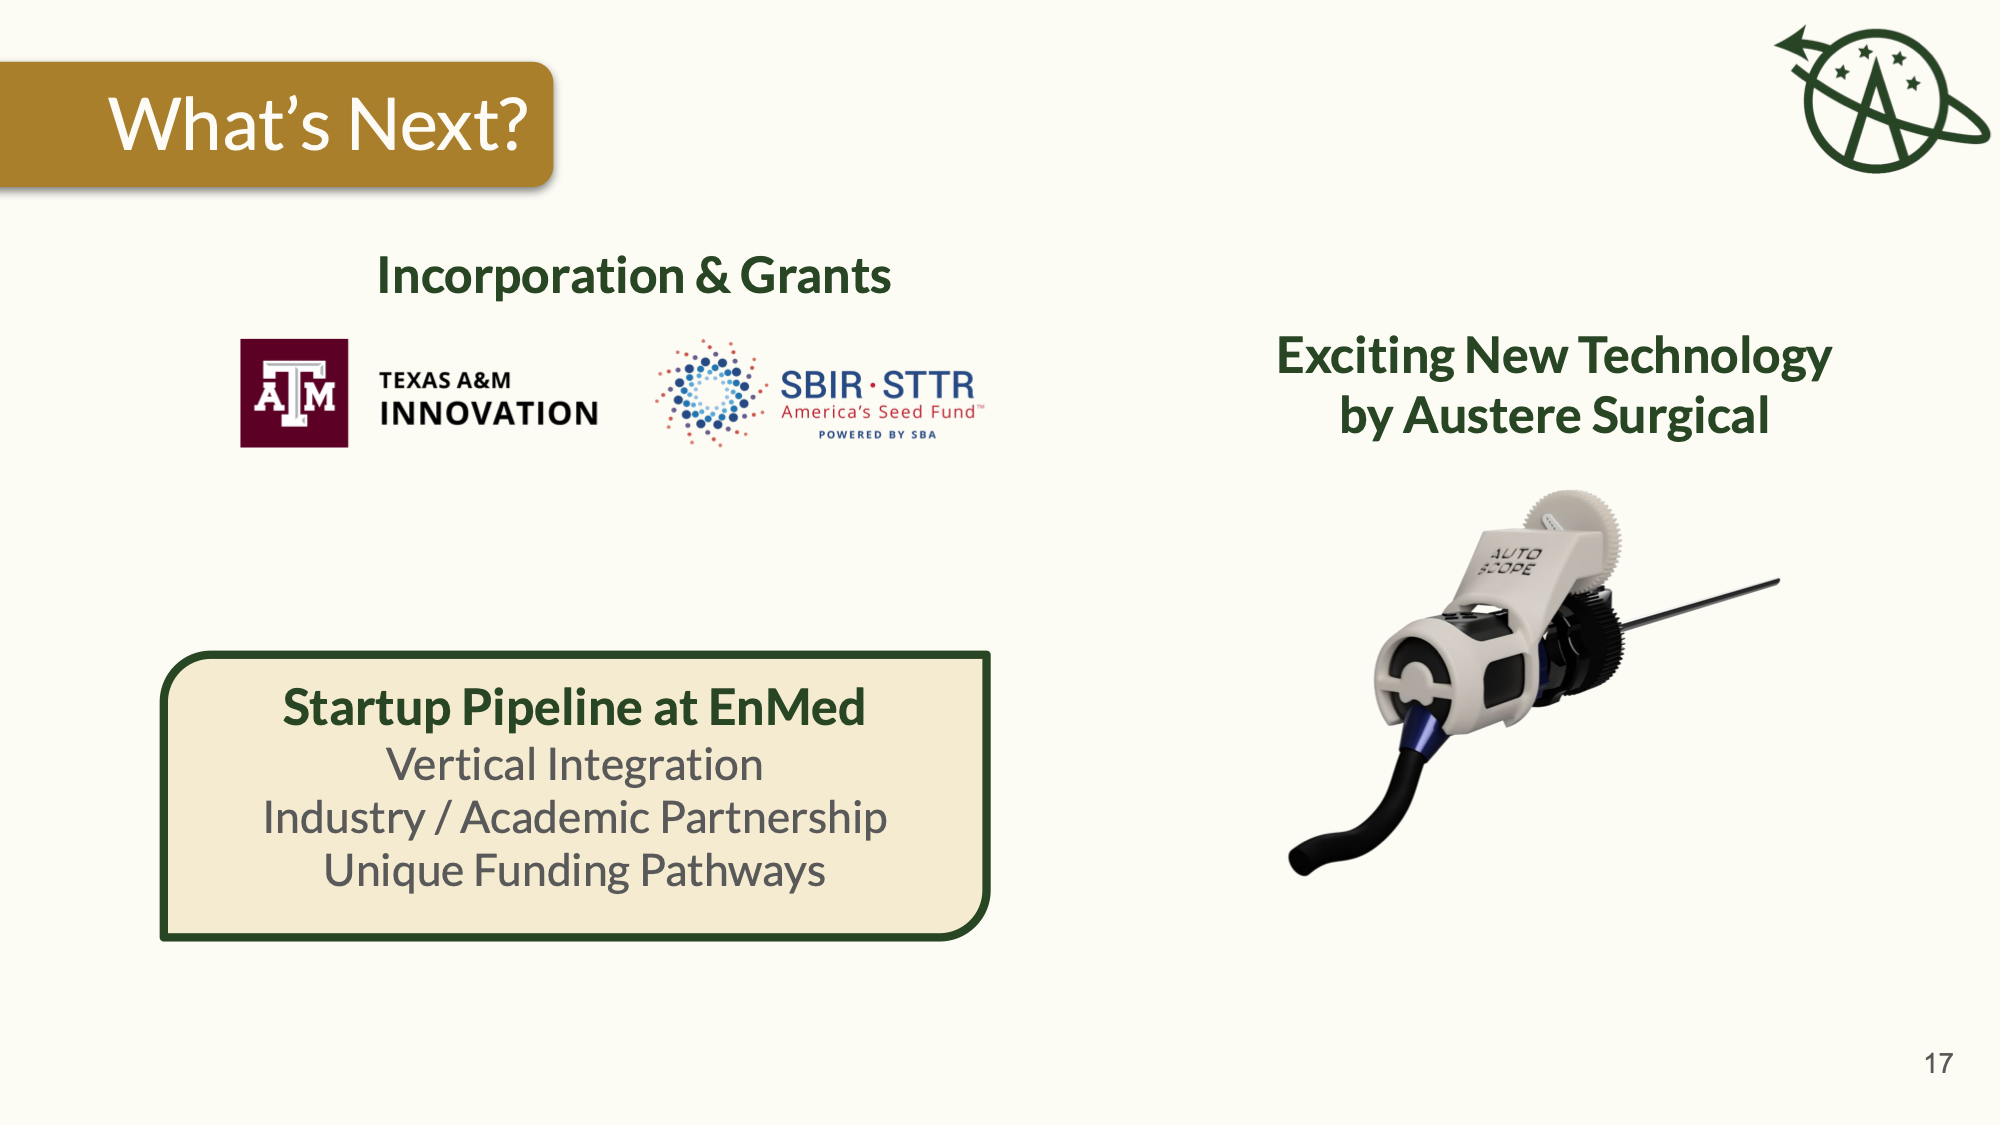 What's Next?
Incorporation & Grants
TEXAS A&M
INNOVATION
A T M
SBIR · STTR
America's Seed Fund™
POWERED BY SBA
Exciting New Technology
by Austere Surgical
AUTO
SCOPE
Startup Pipeline at EnMed
Vertical Integration
Industry / Academic Partnership
Unique Funding Pathways
17